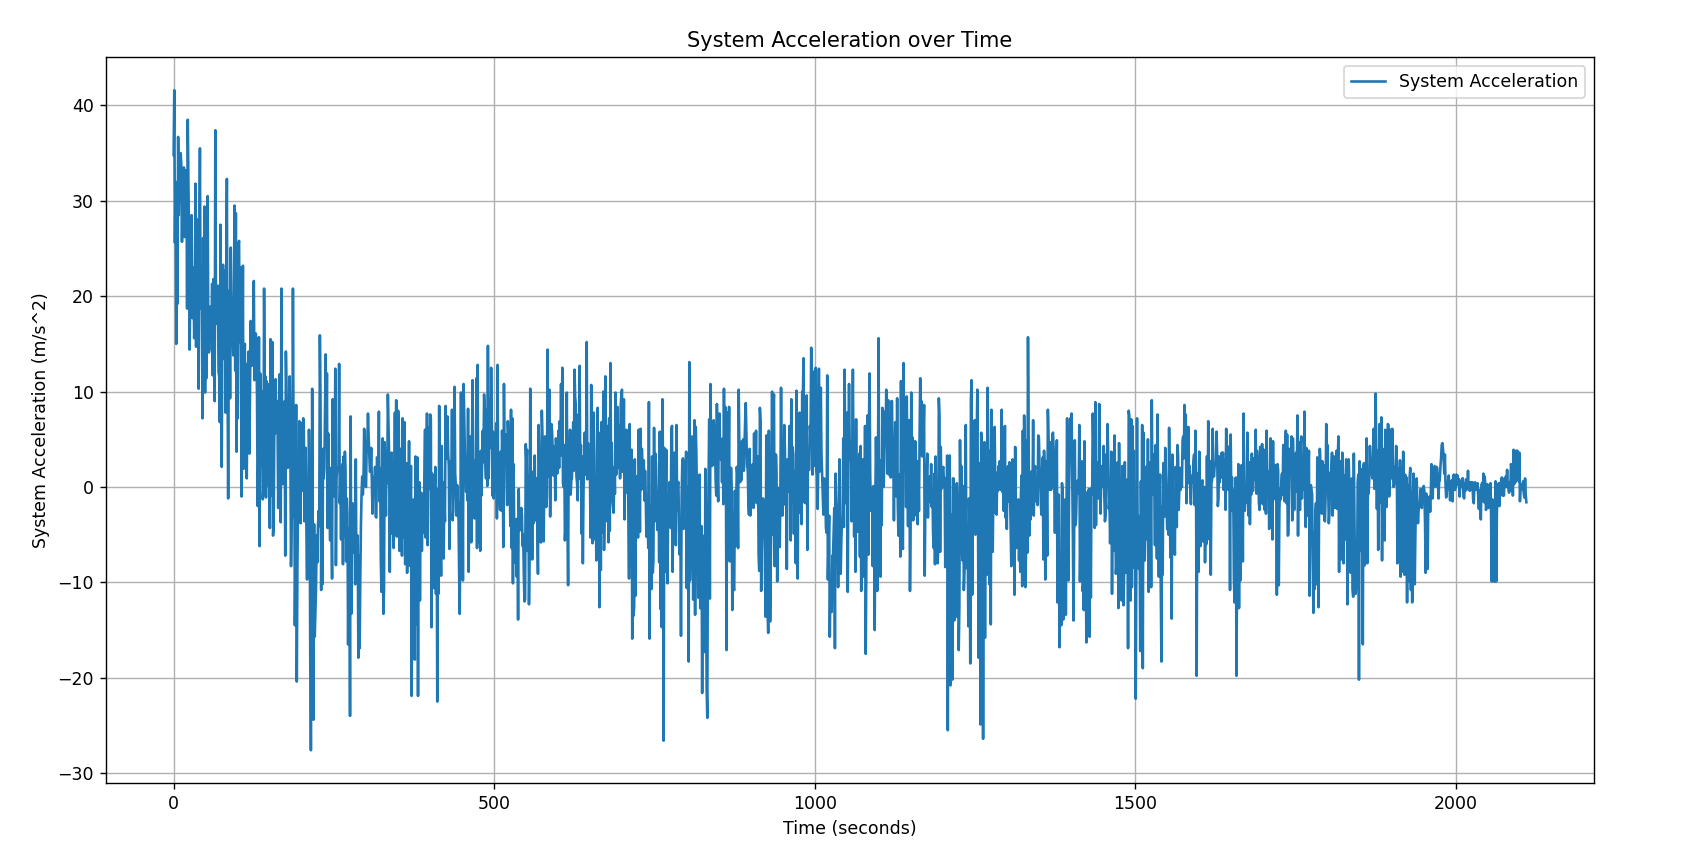 System Acceleration over Time
System Acceleration
System Acceleration (m/s^2)
40
30
20
10
0
−10
−20
−30
0 500 1000 1500 2000
Time (seconds)